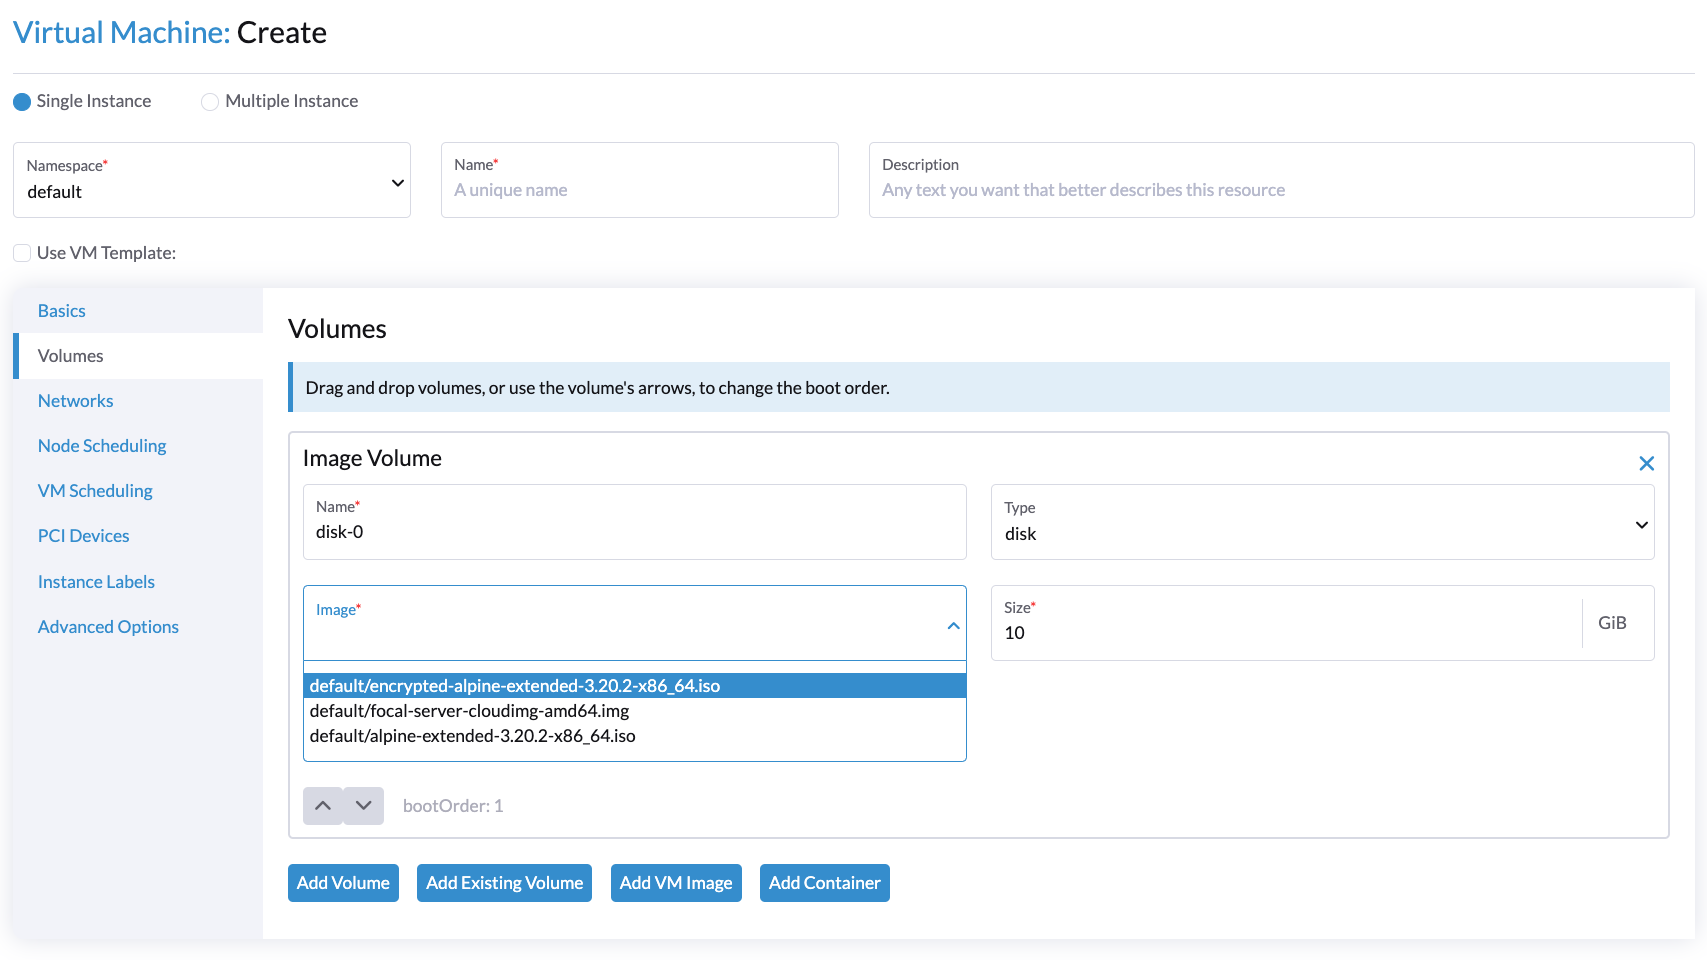 Virtual Machine: Create
Single Instance
Multiple Instance
Namespace*
default
Name*
A unique name
Description
Any text you want that better describes this resource
Use VM Template:
Basics
Volumes
Networks
Node Scheduling
VM Scheduling
PCI Devices
Instance Labels
Advanced Options
Volumes
Drag and drop volumes, or use the volume's arrows, to change the boot order.
Image Volume
Name*
disk-0
Type
disk
Image*
Size*
10
GiB
default/encrypted-alpine-extended-3.20.2-x86_64.iso
default/focal-server-cloudimg-amd64.img
default/alpine-extended-3.20.2-x86_64.iso
bootOrder: 1
Add Volume
Add Existing Volume
Add VM Image
Add Container